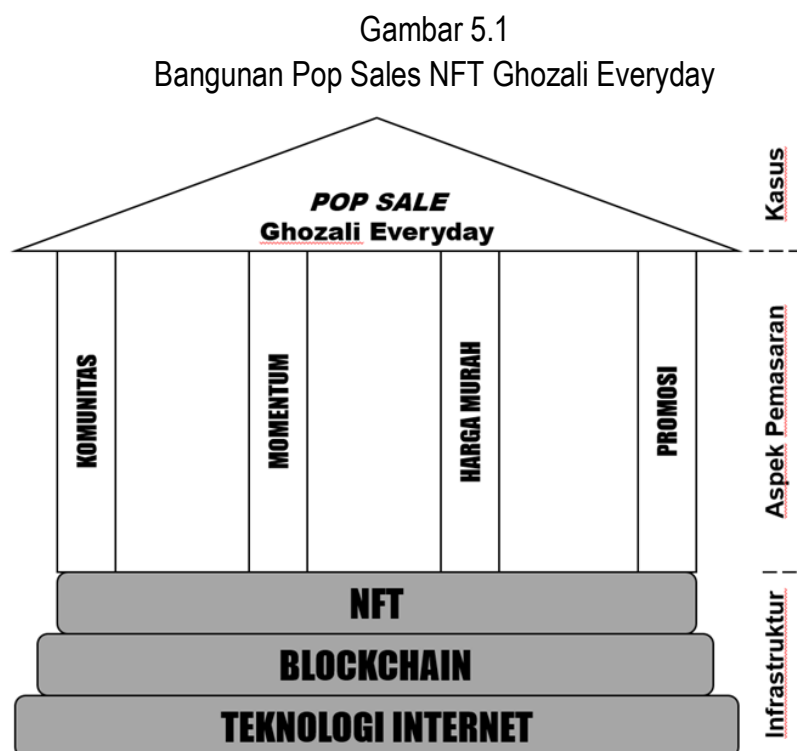 Gambar 5.1
Bangunan Pop Sales NFT Ghozali Everyday
POP SALE
Ghozali Everyday
Kasus
KOMUNITAS
MOMENTUM
HARGA MURAH
PROMOSI
Aspek Pemasaran
NFT
BLOCKCHAIN
TEKNOLOGI INTERNET
Infrastruktur